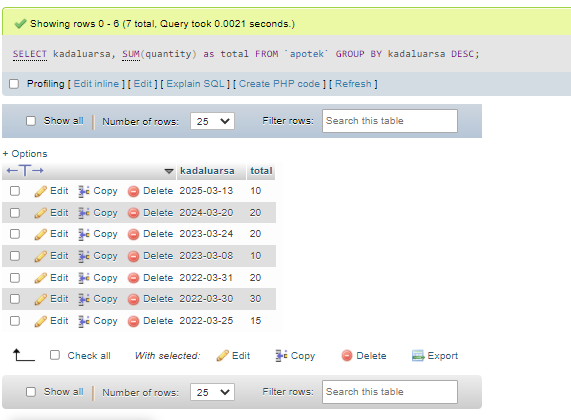 Showing rows 0 - 6 (7 total, Query took 0.0021 seconds.)
SELECT kadaluarsa, SUM(quantity) as total FROM `apotek` GROUP BY kadaluarsa DESC;
Profiling [ Edit inline ] [ Edit ] [ Explain SQL ] [ Create PHP code ] [ Refresh ]
Show all | Number of rows: 25 Filter rows: Search this table
+ Options
←T→ kadaluarsa total
Edit Copy Delete 2025-03-13 10
Edit Copy Delete 2024-03-20 20
Edit Copy Delete 2023-03-24 20
Edit Copy Delete 2023-03-08 10
Edit Copy Delete 2022-03-31 20
Edit Copy Delete 2022-03-30 30
Edit Copy Delete 2022-03-25 15
Check all With selected: Edit Copy Delete Export
Show all | Number of rows: 25 Filter rows: Search this table